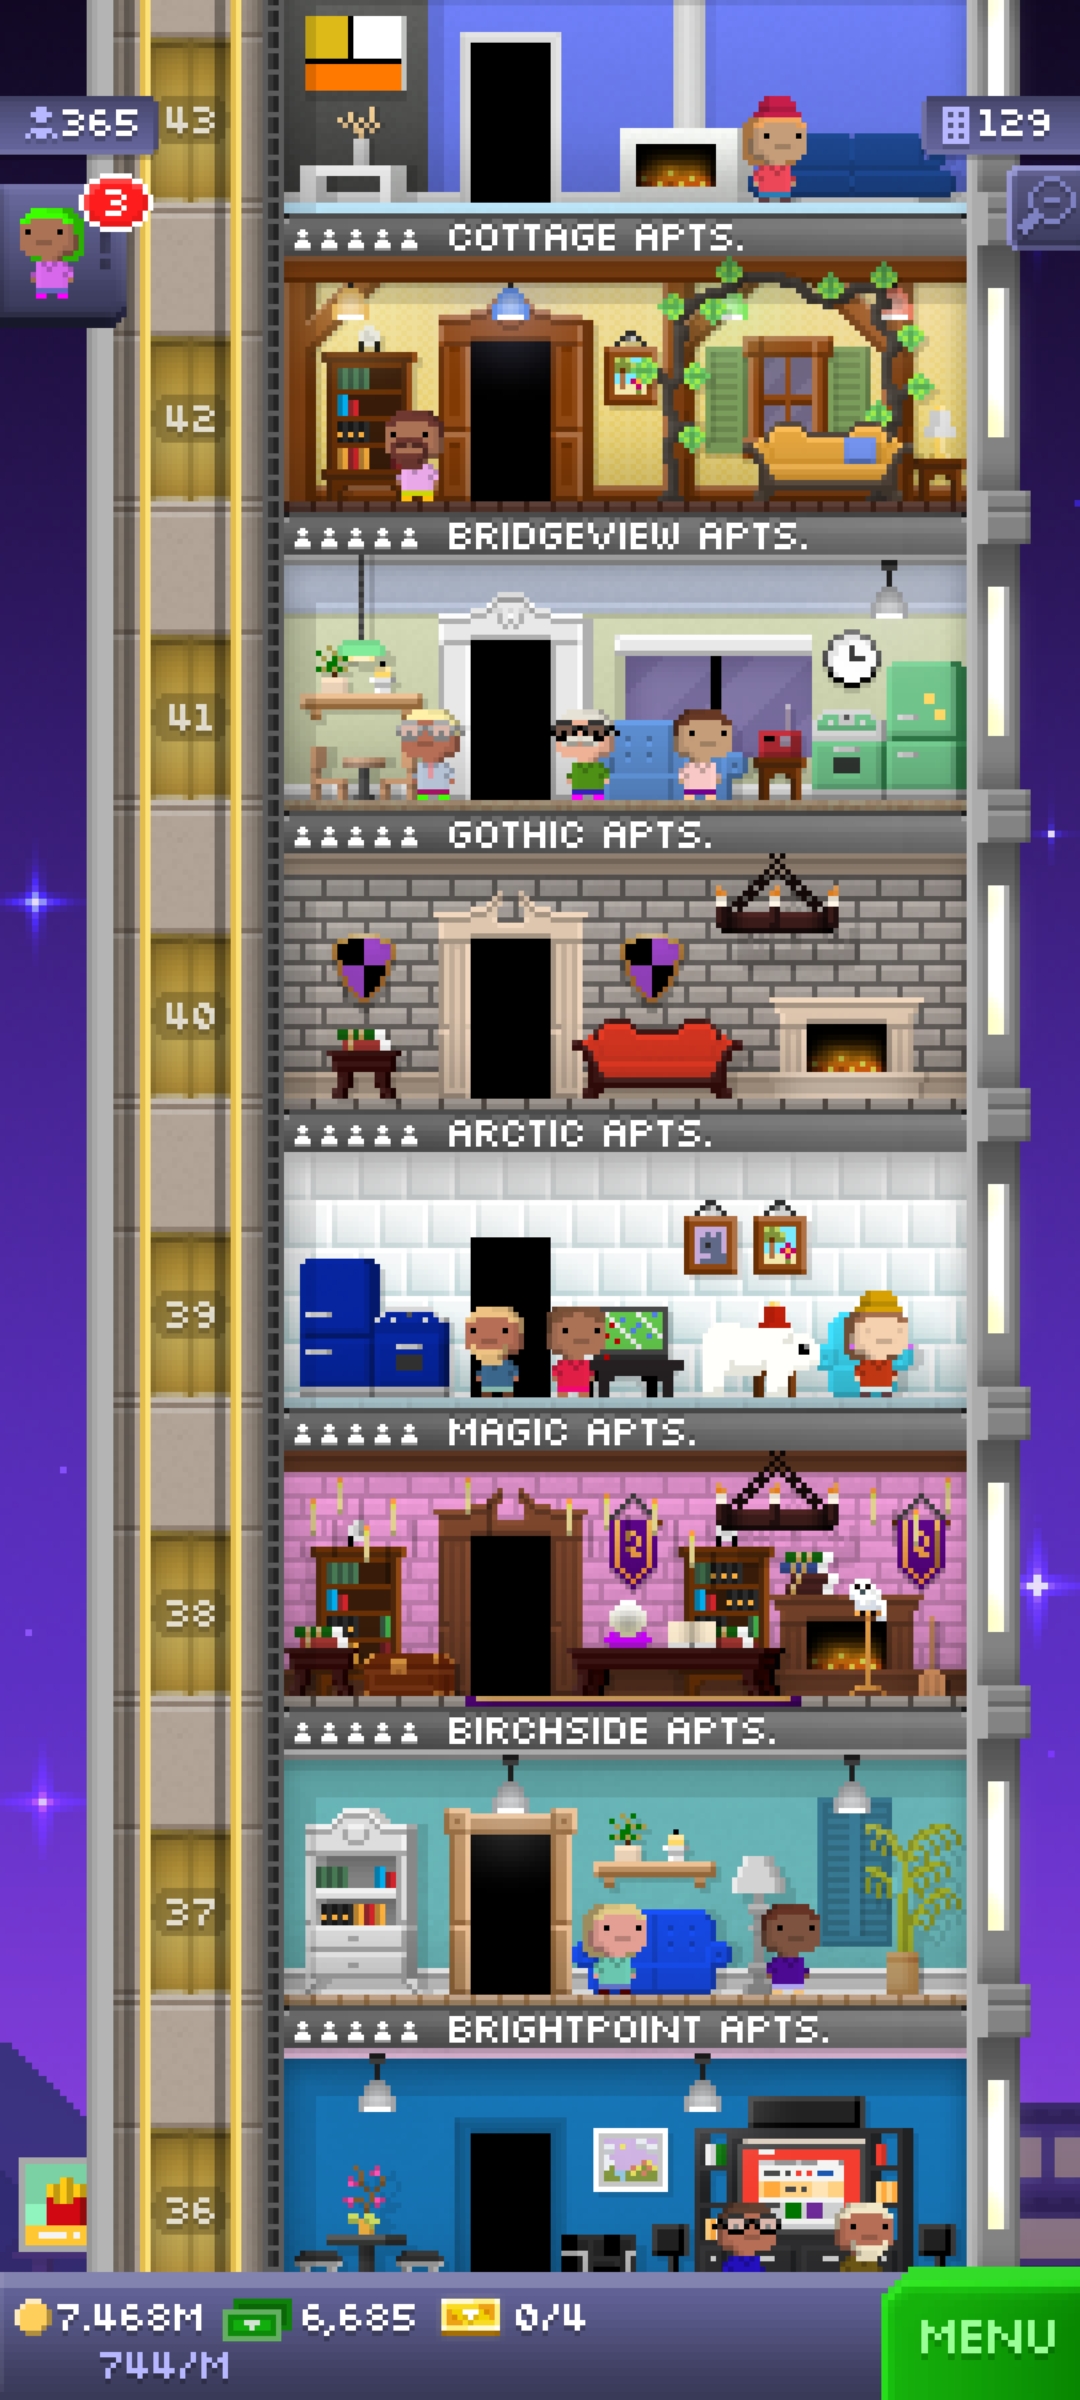 43
365
129
3
COTTAGE APTS.
42
BRIDGEVIEW APTS.
41
GOTHIC APTS.
40
ARCTIC APTS.
39
MAGIC APTS.
38
BIRCHSIDE APTS.
37
BRIGHTPOINT APTS.
36
7.468M
6,685
0/4
744/M
MENU